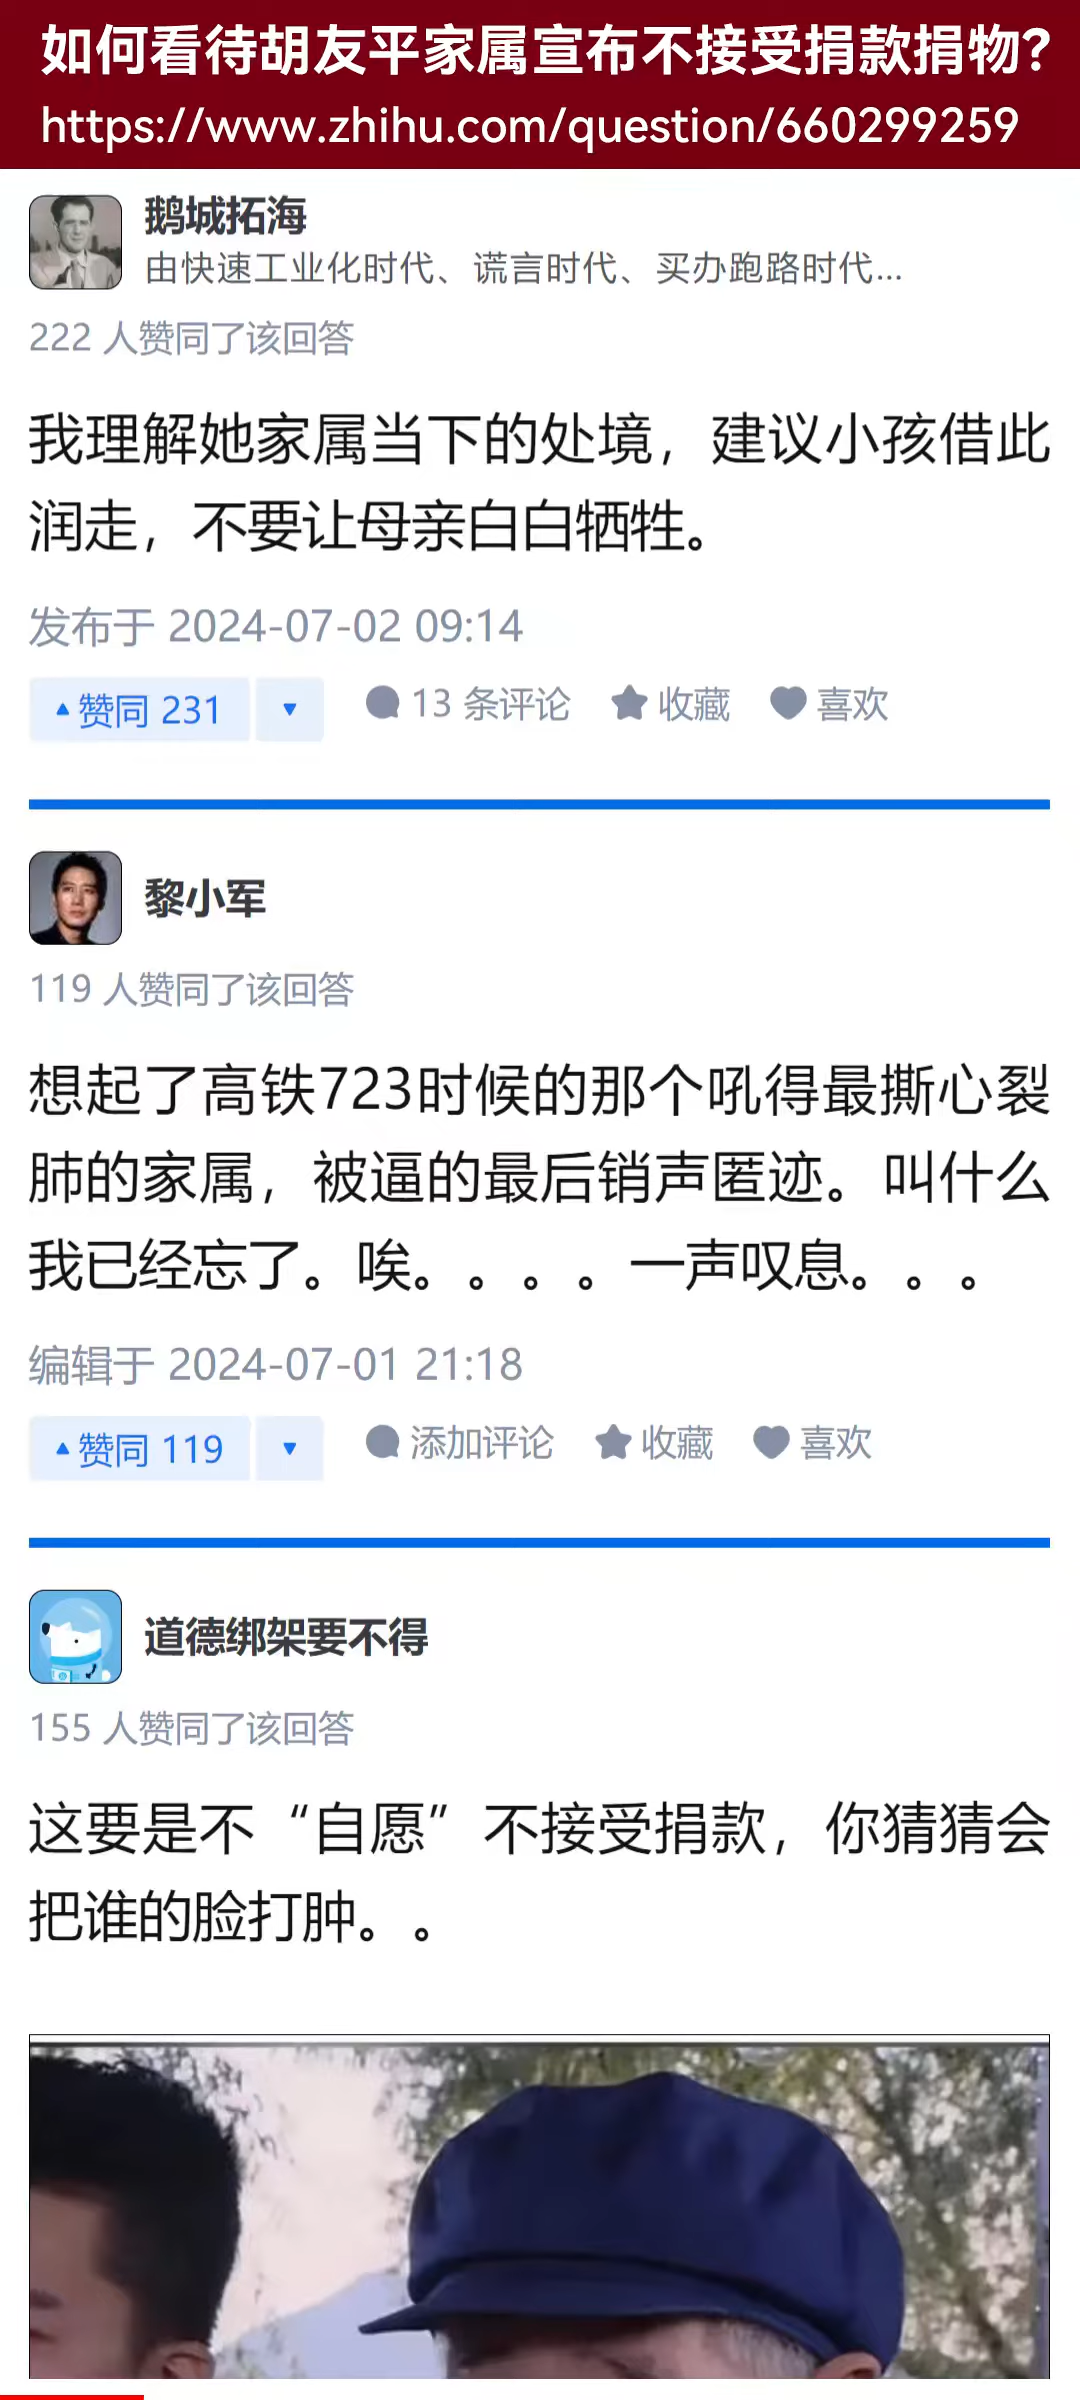 如何看待胡友平家属宣布不接受捐款捐物?
https://www.zhihu.com/question/660299259
鹅城拓海
由快速工业化时代、谎言时代、买办跑路时代...
222 人赞同了该回答
我理解她家属当下的处境，建议小孩借此
润走，不要让母亲白白牺牲。
发布于 2024-07-02 09:14
赞同 231 13 条评论 收藏 喜欢
黎小军
119 人赞同了该回答
想起了高铁723时候的那个吼得最撕心裂
肺的家属，被逼的最后销声匿迹。叫什么
我已经忘了。唉。。。。一声叹息。。。
编辑于 2024-07-01 21:18
赞同 119 添加评论 收藏 喜欢
道德绑架要不得
155 人赞同了该回答
这要是不“自愿”不接受捐款，你猜猜会
把谁的脸打肿。。